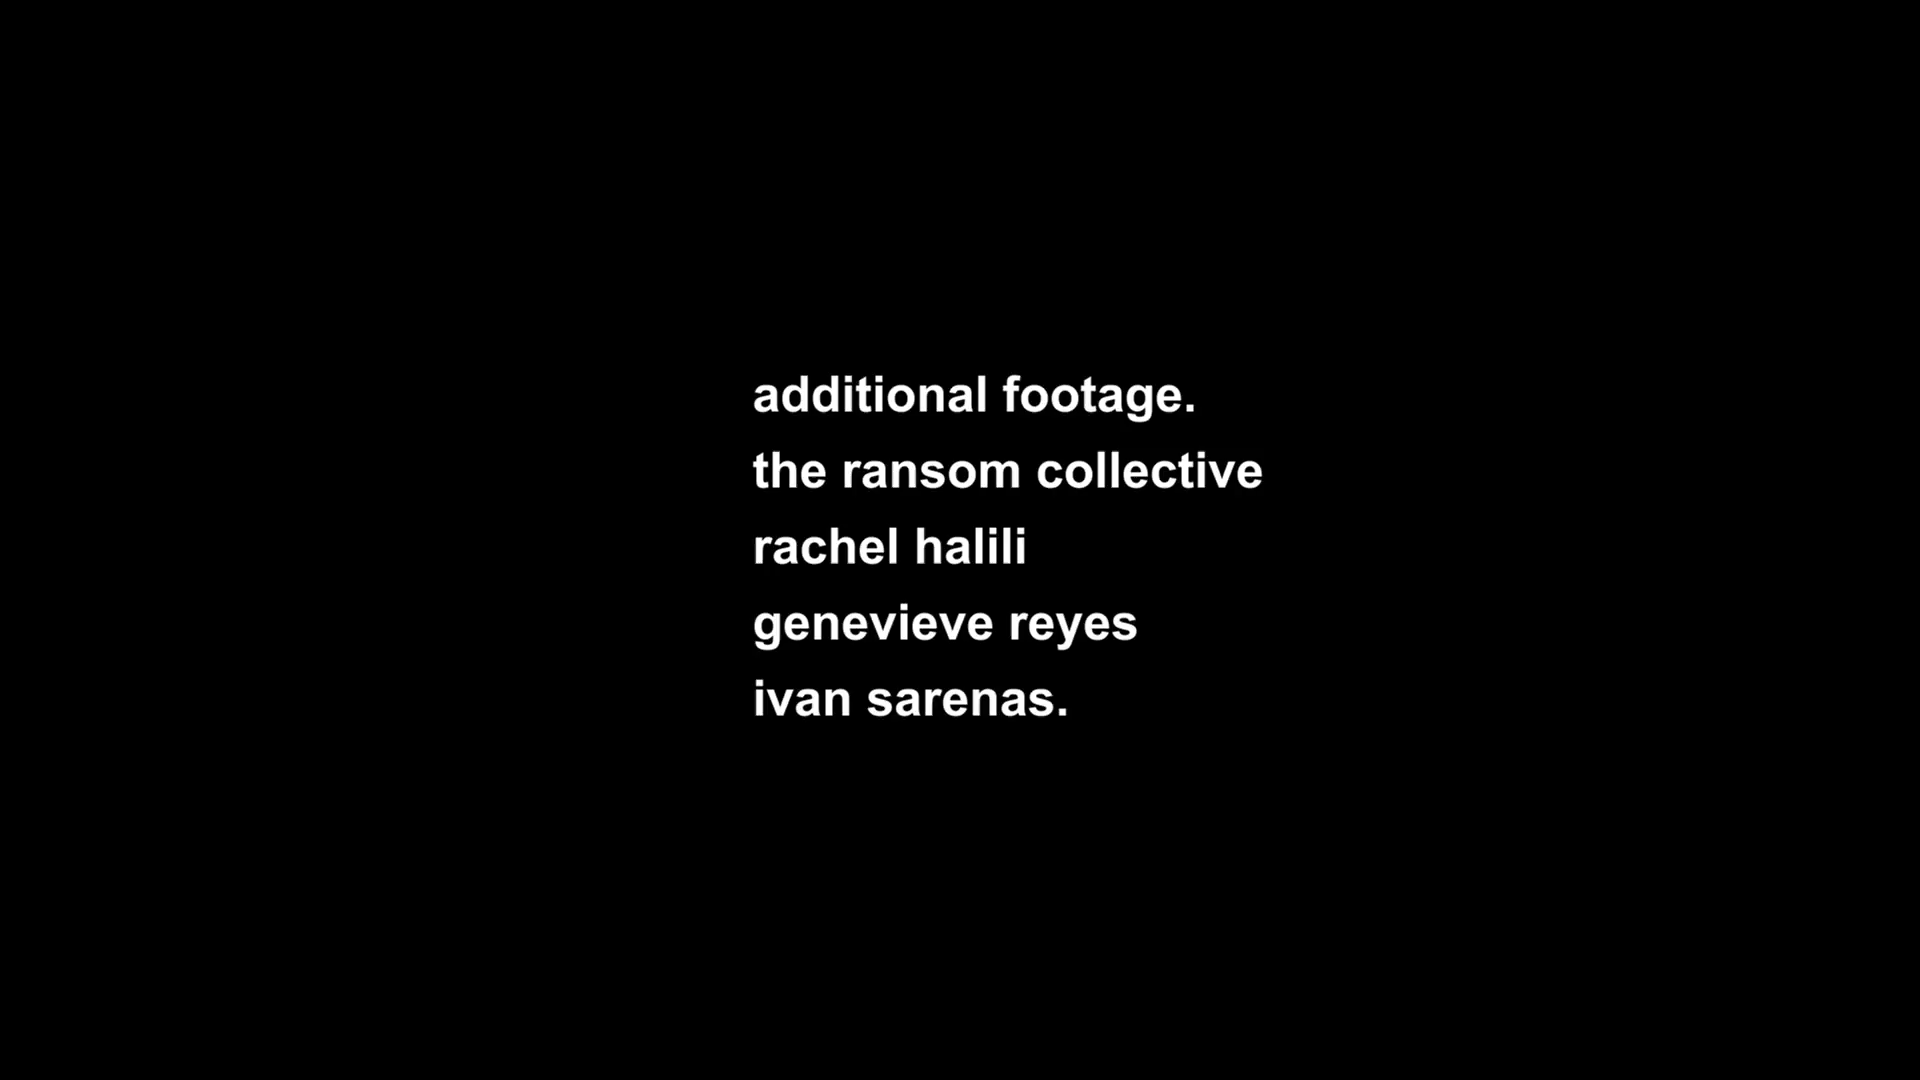 additional footage.
the ransom collective
rachel halili
genevieve reyes
ivan sarenas.